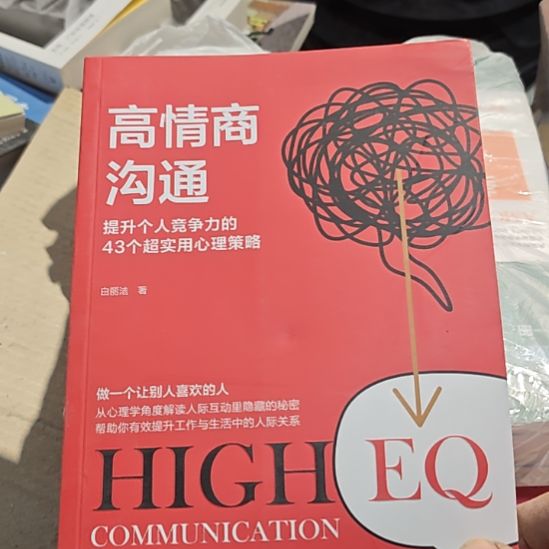 高情商
沟通
提升个人竞争力的
43个超实用心理策略
白丽洁 著
做一个让别人喜欢的人
从心理学角度解读人际互动里隐藏的秘密
帮助你有效提升工作与生活中的人际关系
HIGH EQ
COMMUNICATION